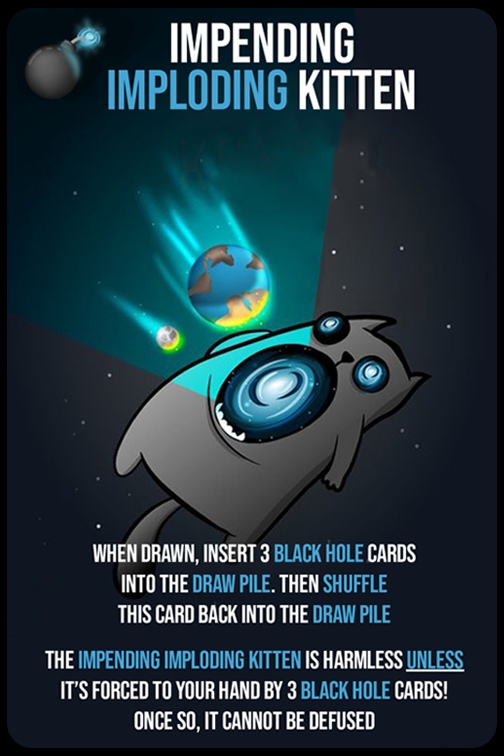 IMPENDING
IMPLODING KITTEN
WHEN DRAWN, INSERT 3 BLACK HOLE CARDS
INTO THE DRAW PILE. THEN SHUFFLE
THIS CARD BACK INTO THE DRAW PILE
THE IMPENDING IMPLODING KITTEN IS HARMLESS UNLESS
IT'S FORCED TO YOUR HAND BY 3 BLACK HOLE CARDS!
ONCE SO, IT CANNOT BE DEFUSED